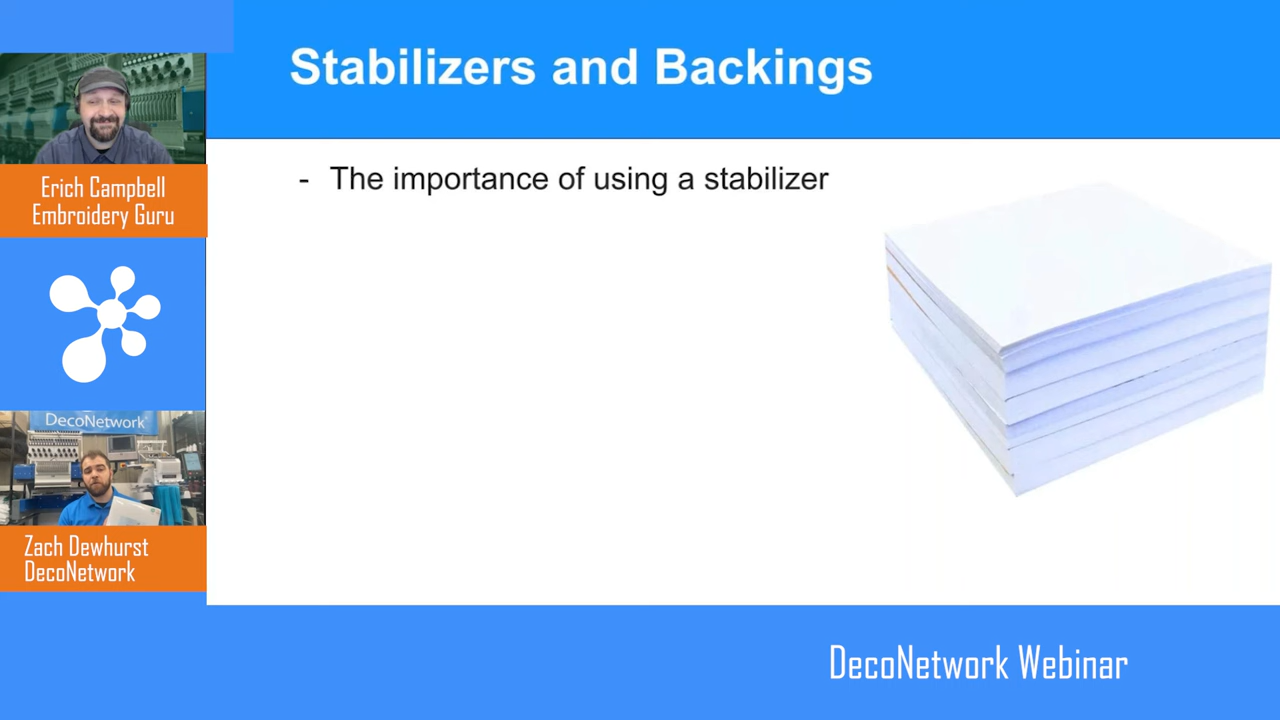 Stabilizers and Backings
- The importance of using a stabilizer
Erich Campbell
Embroidery Guru
DecoNetwork
Zach Dewhurst
DecoNetwork
DecoNetwork Webinar